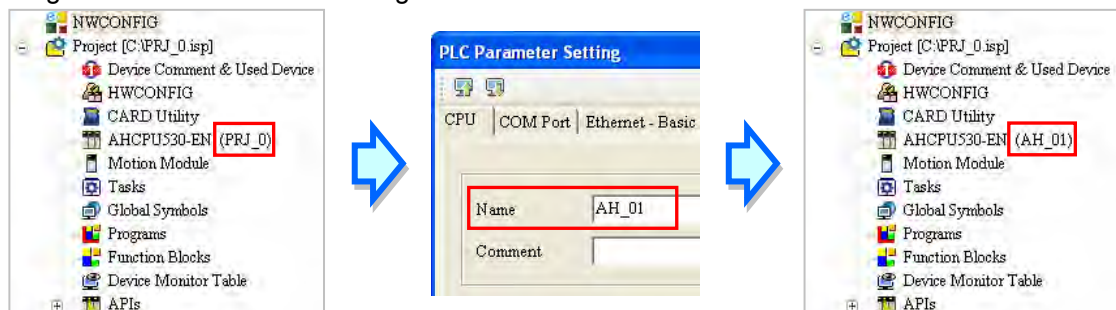 NWCONFIG
Project [C:\PRJ_0.isp]
Device Comment & Used Device
HWCONFIG
CARD Utility
AHCPU530-EN (PRJ_0)
Motion Module
Tasks
Global Symbols
Programs
Function Blocks
Device Monitor Table
APIs
PLC Parameter Setting
CPU COM Port Ethernet - Basic
Name AH_01
Comment
NWCONFIG
Project [C:\PRJ_0.isp]
Device Comment & Used Device
HWCONFIG
CARD Utility
AHCPU530-EN (AH_01)
Motion Module
Tasks
Global Symbols
Programs
Function Blocks
Device Monitor Table
APIs